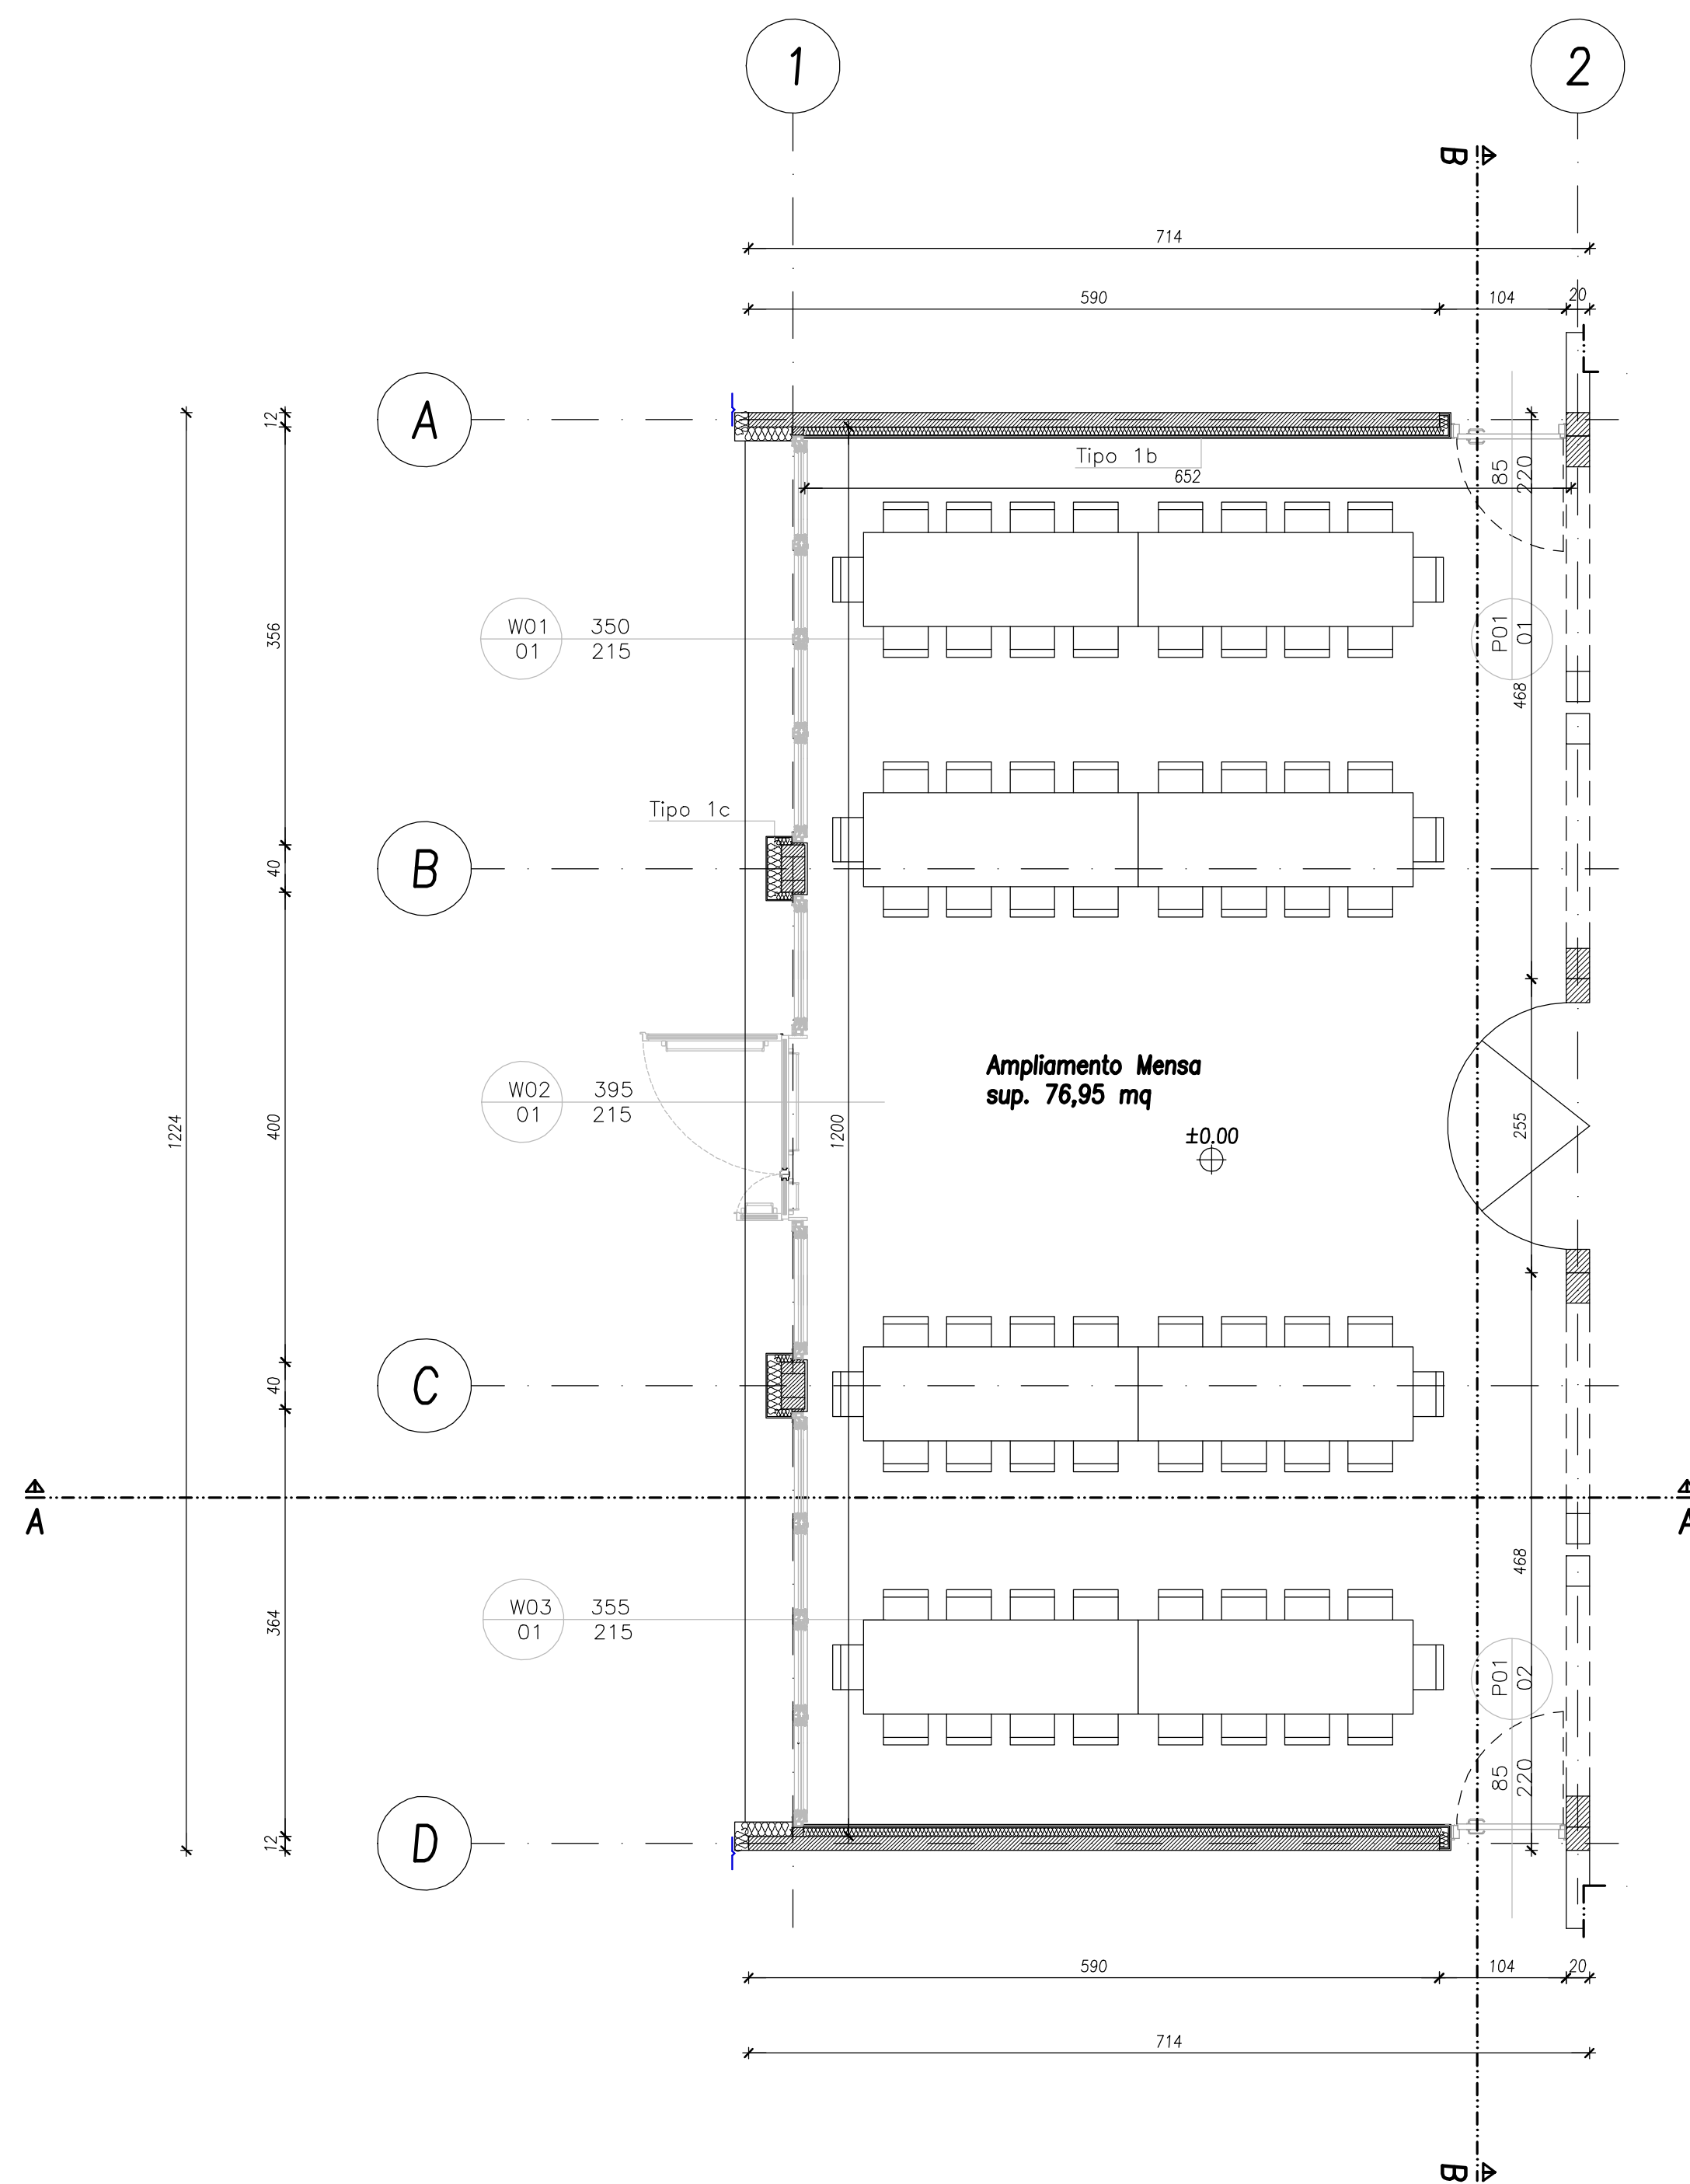 1
2
B
714
590
104
20
A
12
Tipo 1b
652
85
220
356
W01
350
01
215
P01
01
468
Tipo 1c
B
40
Ampliamento Mensa
sup. 76,95 mq
±0.00
W02
395
01
215
1224
400
1200
255
C
40
A
A
468
W03
355
01
215
364
P01
02
85
220
D
12
590
104
20
714
B